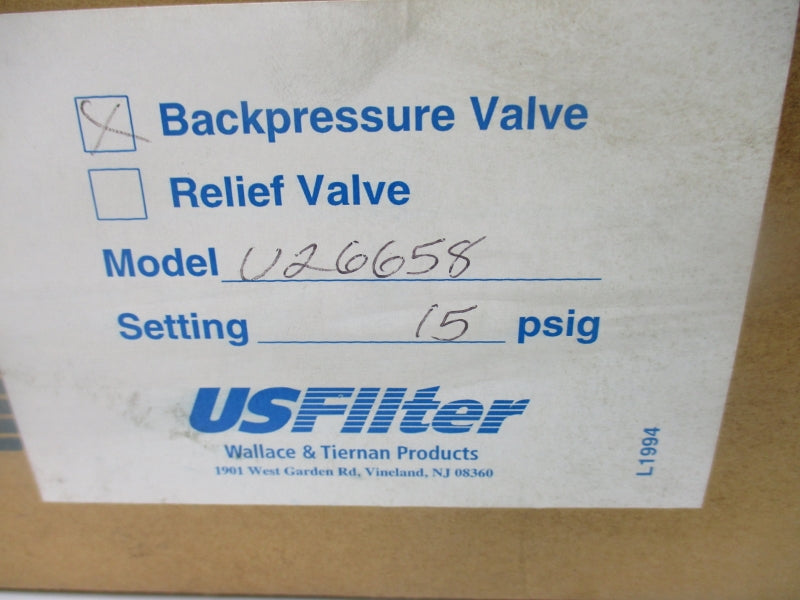 X Backpressure Valve
Relief Valve
Model U26658
Setting 15 psig
USFilter
Wallace & Tiernan Products
1901 West Garden Rd, Vineland, NJ 08360
L1994